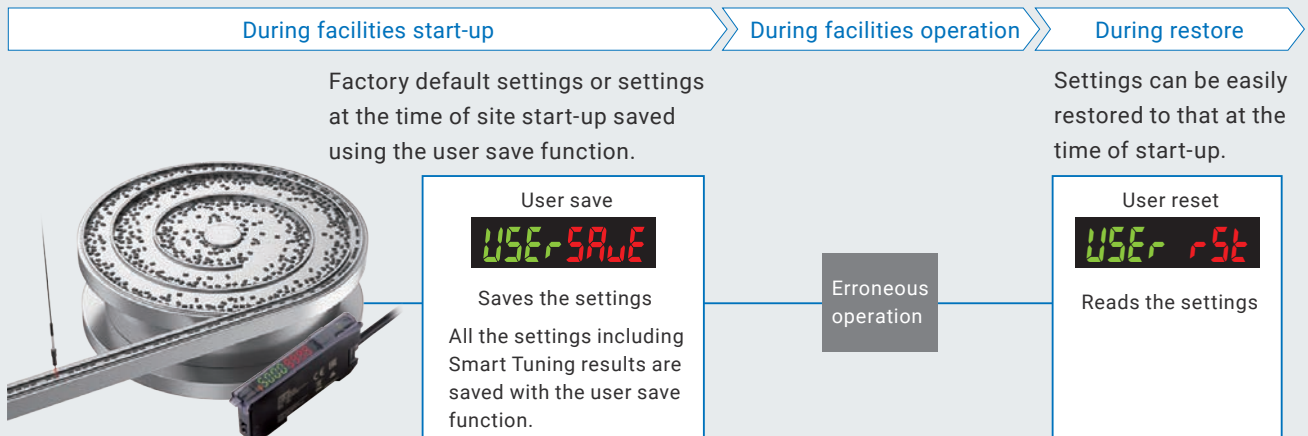 During facilities start-up
During facilities operation
During restore
Factory default settings or settings
at the time of site start-up saved
using the user save function.
Settings can be easily
restored to that at the
time of start-up.
User save
USEr SAvE
Saves the settings
All the settings including
Smart Tuning results are
saved with the user save
function.
Erroneous
operation
User reset
USEr rSt
Reads the settings